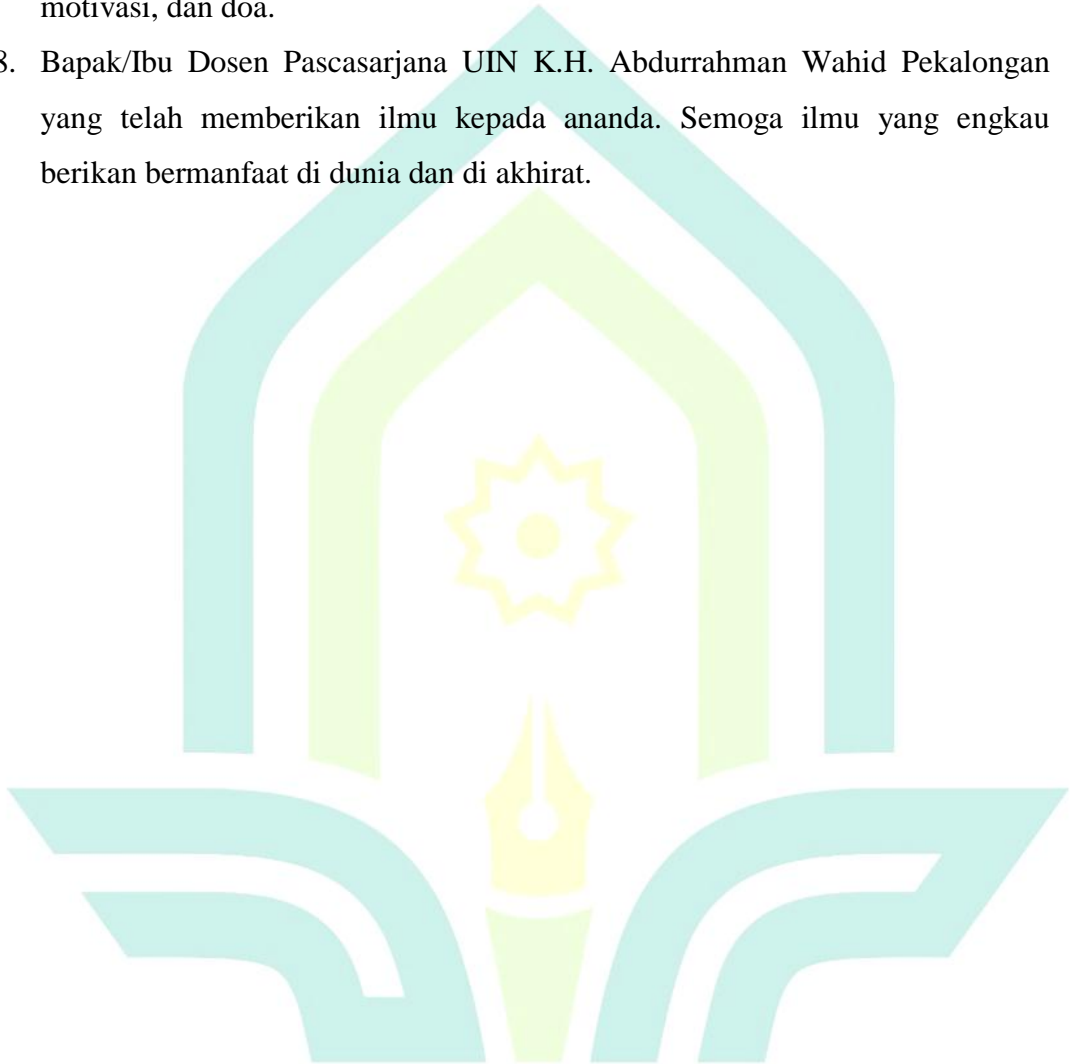 motivasi, dan doa.
8. Bapak/Ibu Dosen Pascasarjana UIN K.H. Abdurrahman Wahid Pekalongan
yang telah memberikan ilmu kepada ananda. Semoga ilmu yang engkau
berikan bermanfaat di dunia dan di akhirat.